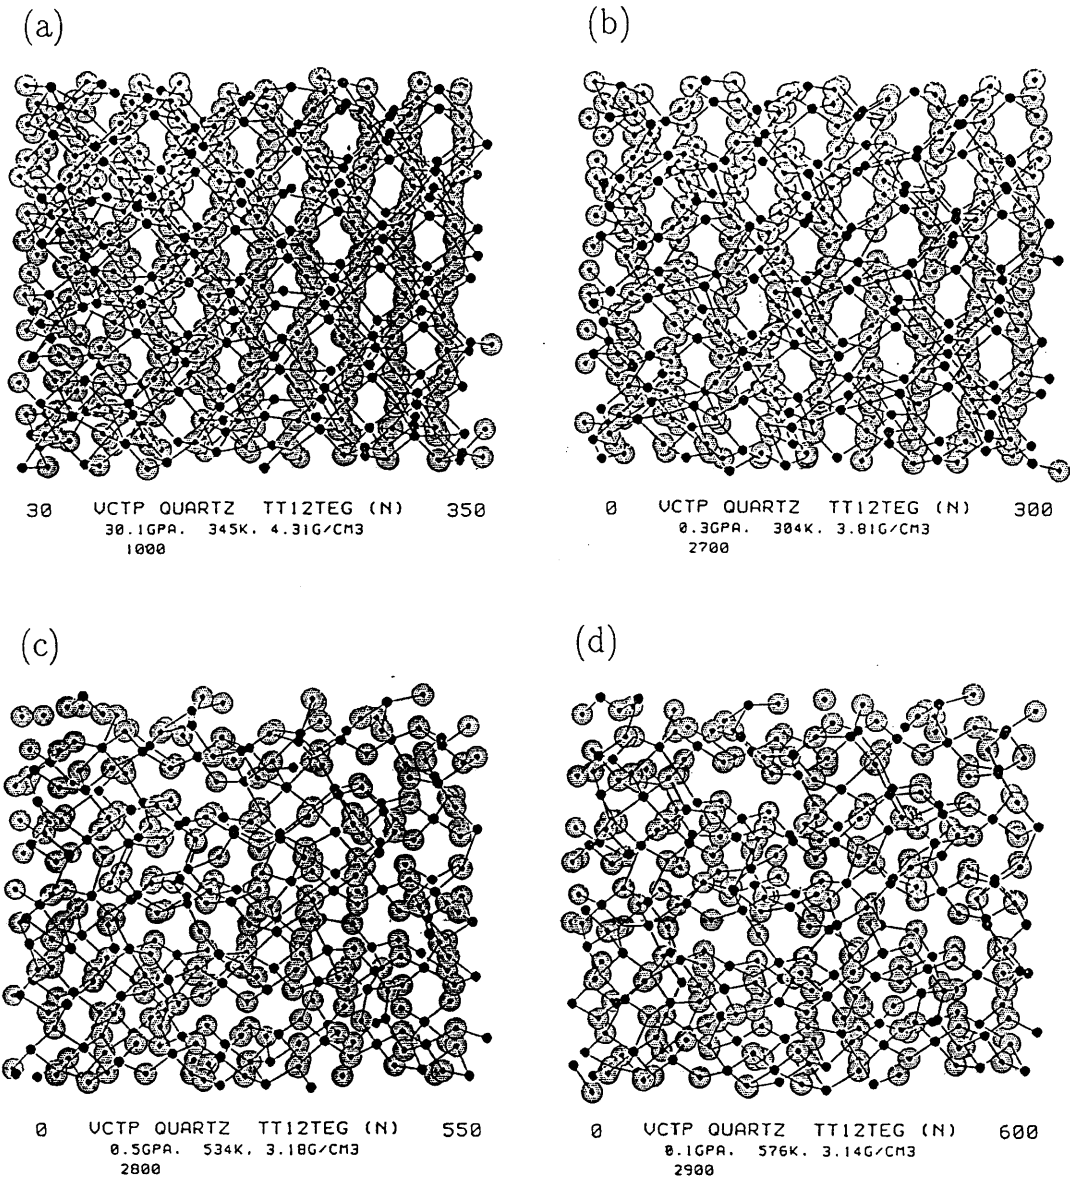 (a)
(b)
30 VCTP QUARTZ TT12TEG (N) 350
30.1GPA. 345K. 4.31G/CM3
1000
0 VCTP QUARTZ TT12TEG (N) 300
0.3GPA. 304K. 3.81G/CM3
2700
(c)
(d)
0 VCTP QUARTZ TT12TEG (N) 550
0.5GPA. 534K. 3.18G/CM3
2800
0 VCTP QUARTZ TT12TEG (N) 600
0.1GPA. 576K. 3.14G/CM3
2900